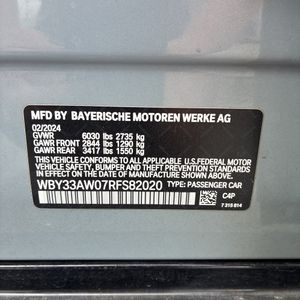 MFD BY BAYERISCHE MOTOREN WERKE AG
02/2024
GVWR 6030 lbs 2735 kg
GAWR FRONT 2844 lbs 1290 kg
GAWR REAR 3417 lbs 1550 kg
THIS VEHICLE CONFORMS TO ALL APPLICABLE
U.S.FEDERAL MOTOR VEHICLE SAFETY,
BUMPER, AND THEFT PREVENTION
STANDARDS IN EFFECT ON THE DATE OF
MANUFACTURE SHOWN ABOVE.
WBY33AW07RFS82020 TYPE: PASSENGER CAR
C4P
7 315 814